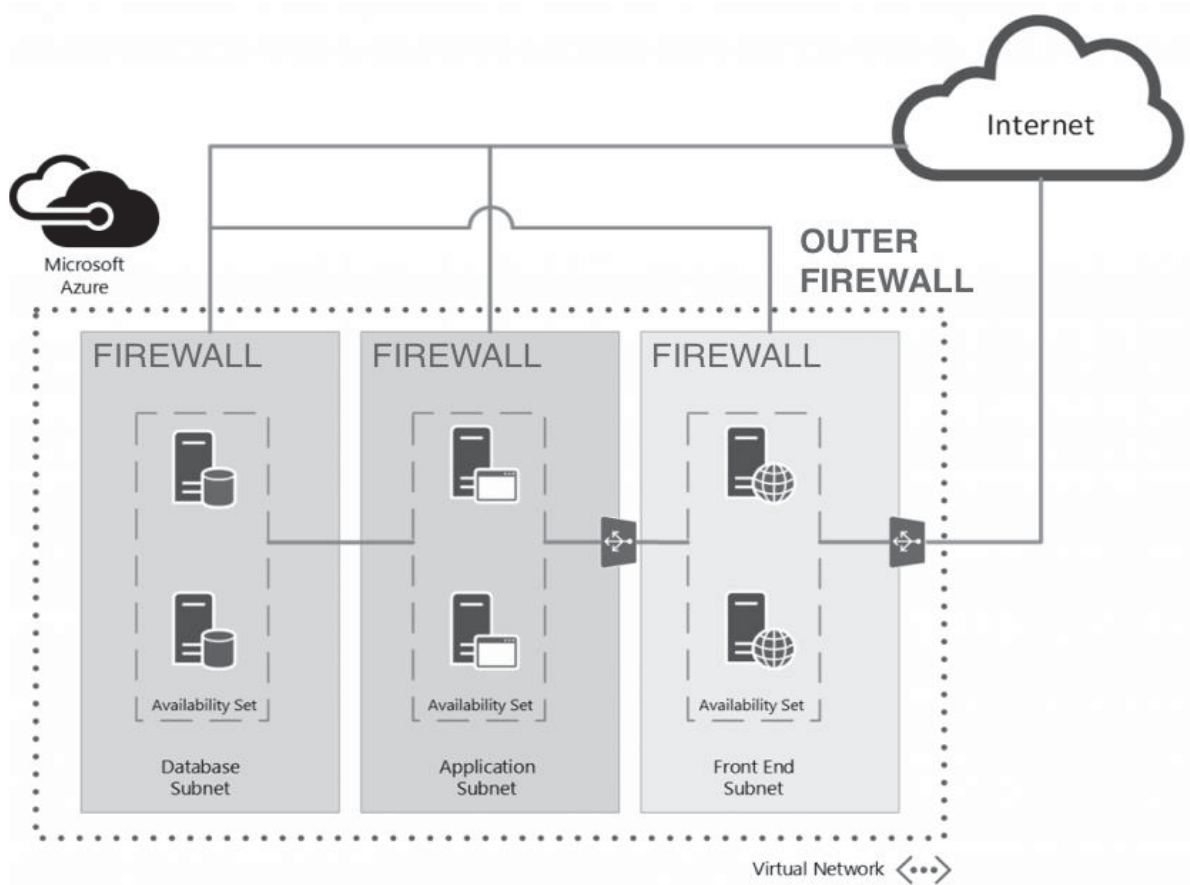 Internet
Microsoft
Azure
OUTER
FIREWALL
FIREWALL
FIREWALL
FIREWALL
Availability Set
Availability Set
Availability Set
Database
Subnet
Application
Subnet
Front End
Subnet
Virtual Network